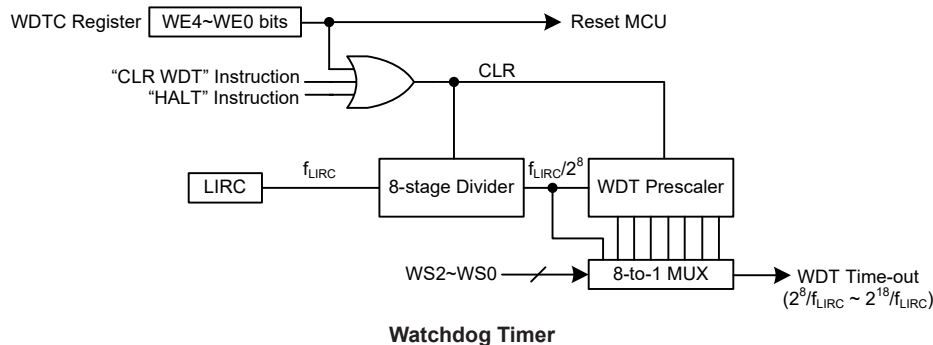 WDTC Register
WE4~WE0 bits
Reset MCU
“CLR WDT” Instruction
“HALT” Instruction
CLR
LIRC
fLIRC
8-stage Divider
fLIRC/2⁸
WDT Prescaler
WS2~WS0
8-to-1 MUX
WDT Time-out
(2⁸/fLIRC ~ 2¹⁸/fLIRC)
Watchdog Timer